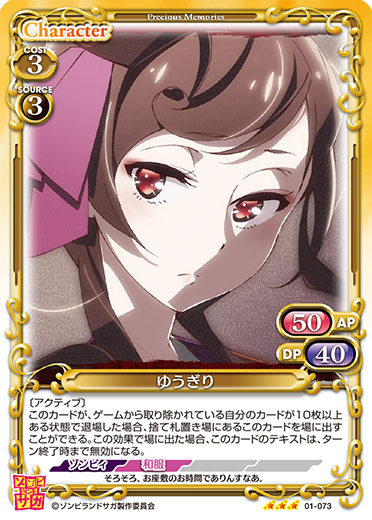 Precious Memories
Character
COST
3
SOURCE
3
50 AP
DP 40
ゆうぎり
［アクティブ］
このカードが、ゲームから取り除かれている自分のカードが10枚以上
ある状態で退場した場合、捨て札置き場にあるこのカードを場に出す
ことができる。この効果で場に出た場合、このカードのテキストは、ター
ン終了時まで無効になる。
ゾンビィ 和服
そろそろ、お座敷のお時間でありんすなあ。
ゾンビランドサガ
©ゾンビランドサガ製作委員会
01-073